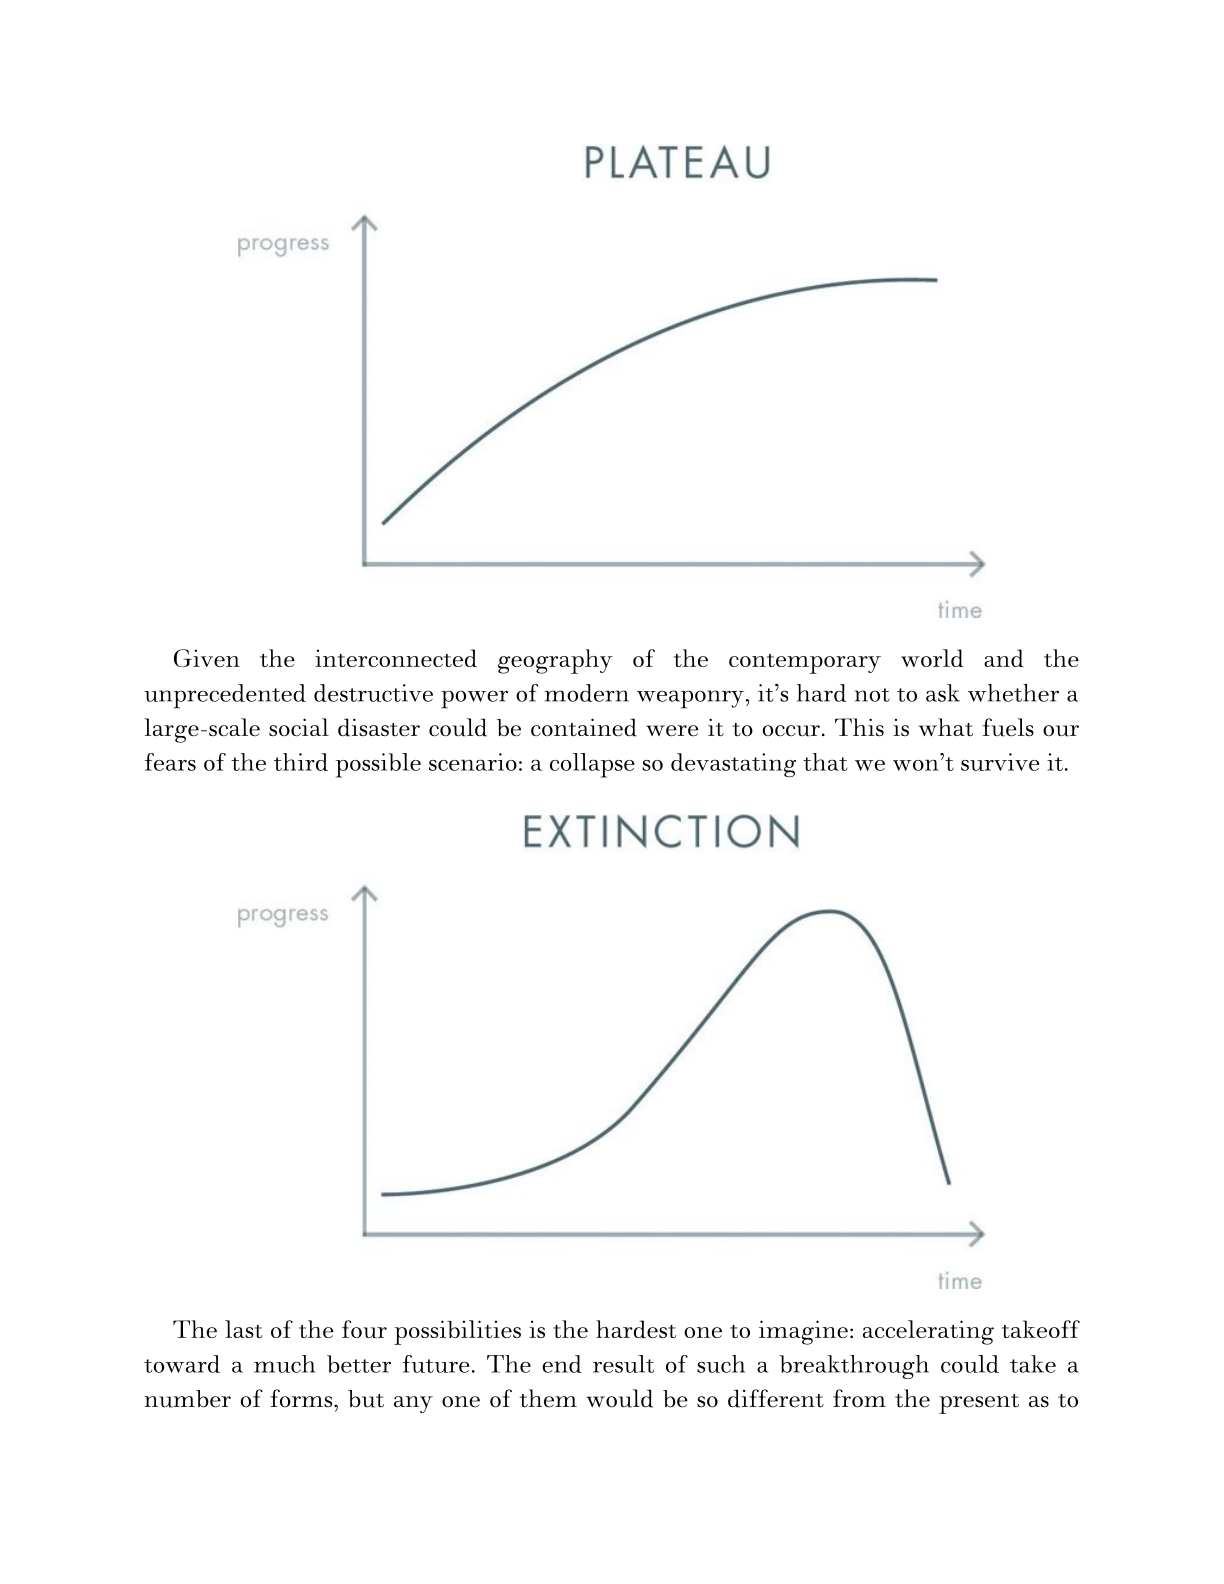 PLATEAU
progress
time
Given the interconnected geography of the contemporary world and the
unprecedented destructive power of modern weaponry, it’s hard not to ask whether a
large-scale social disaster could be contained were it to occur. This is what fuels our
fears of the third possible scenario: a collapse so devastating that we won’t survive it.
EXTINCTION
progress
time
The last of the four possibilities is the hardest one to imagine: accelerating takeoff
toward a much better future. The end result of such a breakthrough could take a
number of forms, but any one of them would be so different from the present as to